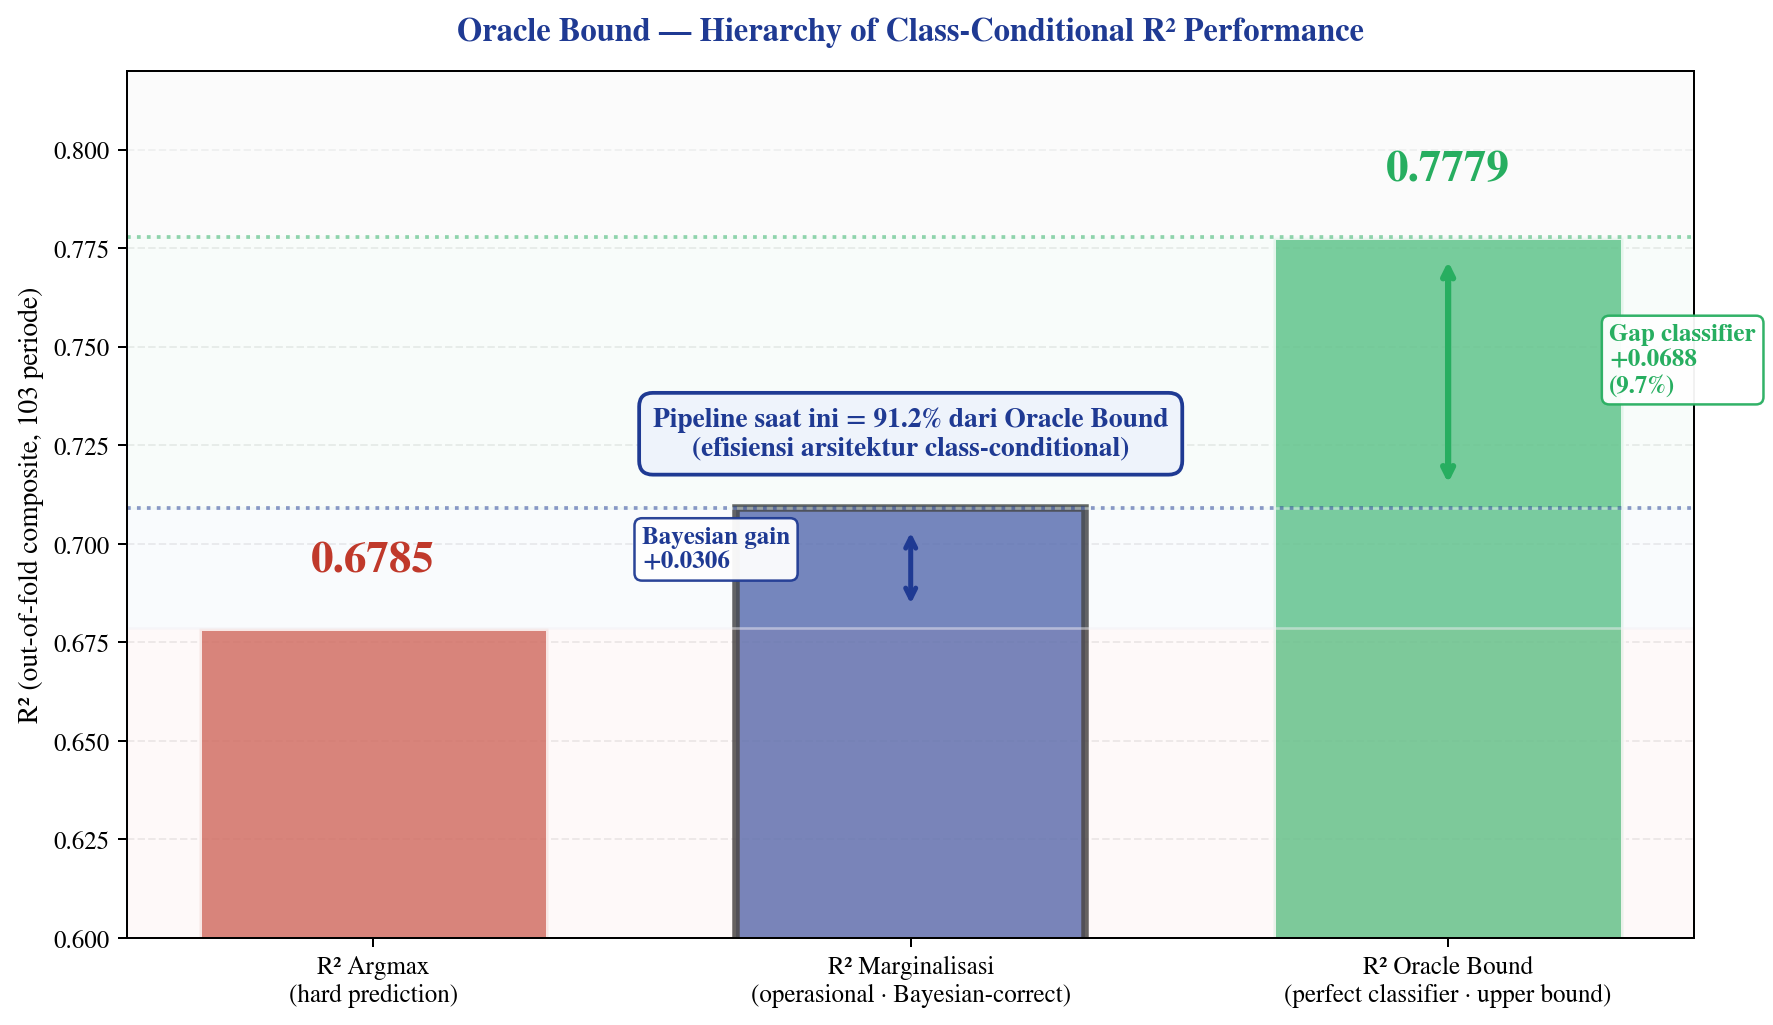 Oracle Bound — Hierarchy of Class-Conditional R² Performance
R² (out-of-fold composite, 103 periode)
0.800
0.775
0.750
0.725
0.700
0.675
0.650
0.625
0.600
0.7779
Gap classifier
+0.0688
(9.7%)
Pipeline saat ini = 91.2% dari Oracle Bound
(efisiensi arsitektur class-conditional)
Bayesian gain
+0.0306
0.6785
R² Argmax
(hard prediction)
R² Marginalisasi
(operasional · Bayesian-correct)
R² Oracle Bound
(perfect classifier · upper bound)